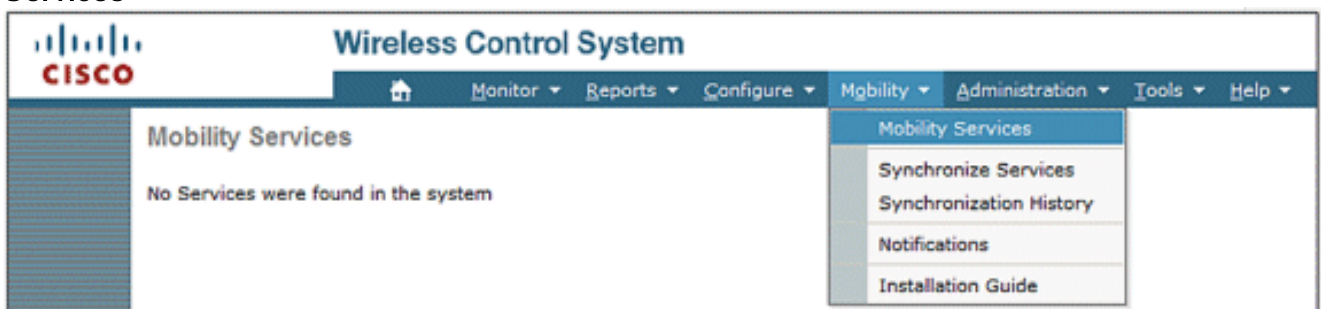 Wireless Control System
CISCO
Monitor Reports Configure Mobility Administration Tools Help
Mobility Services
Mobility Services
No Services were found in the system
Synchronize Services
Synchronization History
Notifications
Installation Guide